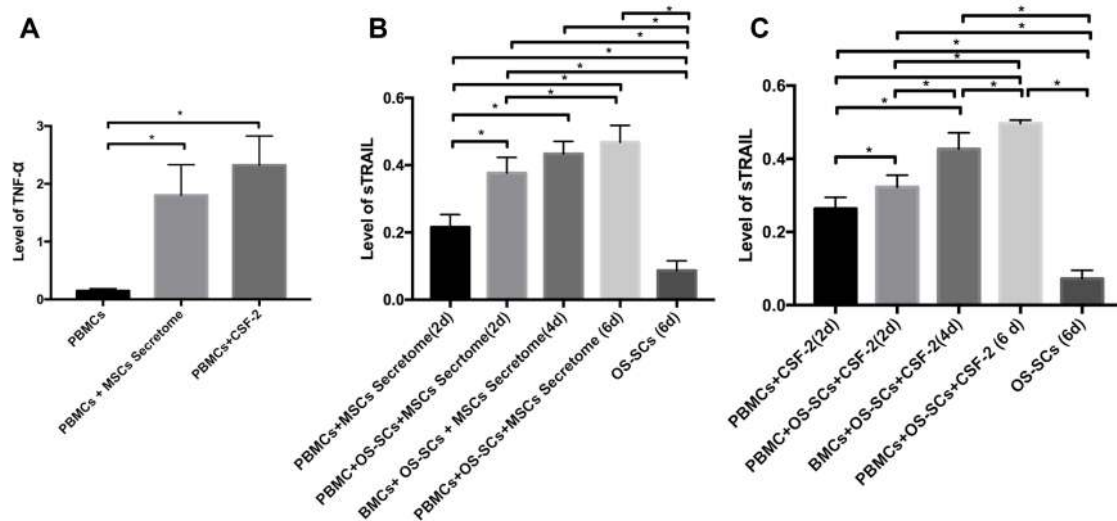 A
Level of TNF-α
3
2
1
0
*
*
PBMCs
PBMCs + MSCs Secretome
PBMCs+CSF-2
B
Level of sTRAIL
0.6
0.4
0.2
0.0
*
*
*
*
*
*
*
*
*
PBMCs+MSCs Secretome(2d)
PBMC+OS-SCs+MSCs Secrtome(2d)
BMCs+ OS-SCs + MSCs Secretome(4d)
PBMCs+OS-SCs+MSCs Secretome (6d)
OS-SCs (6d)
C
Level of sTRAIL
0.6
0.4
0.2
0.0
*
*
*
*
*
*
*
*
*
PBMCs+CSF-2(2d)
PBMC+OS-SCs+CSF-2(2d)
BMCs+OS-SCs+CSF-2(4d)
PBMCs+OS-SCs+CSF-2 (6 d)
OS-SCs (6d)